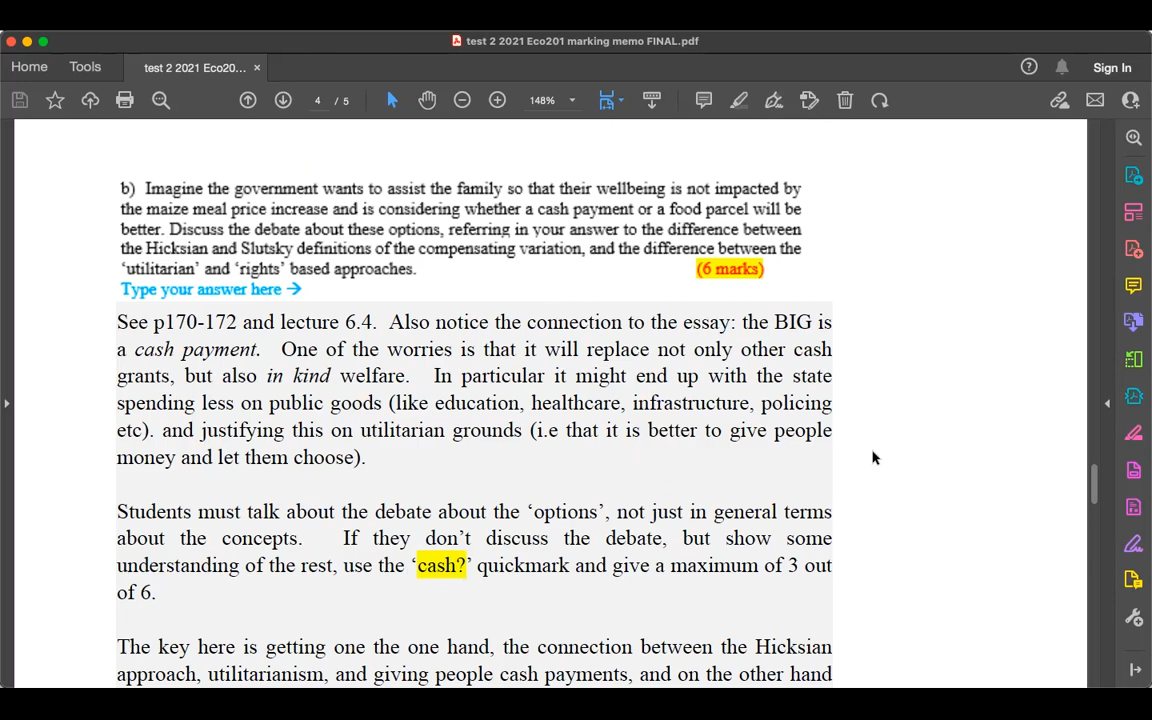 test 2 2021 Eco201 marking memo FINAL.pdf
Home Tools test 2 2021 Eco20... × Sign In
4 / 5 148%
b) Imagine the government wants to assist the family so that their wellbeing is not impacted by
the maize meal price increase and is considering whether a cash payment or a food parcel will be
better. Discuss the debate about these options, referring in your answer to the difference between
the Hicksian and Slutsky definitions of the compensating variation, and the difference between the
‘utilitarian’ and ‘rights’ based approaches. (6 marks)
Type your answer here →
See p170-172 and lecture 6.4. Also notice the connection to the essay: the BIG is
a cash payment. One of the worries is that it will replace not only other cash
grants, but also in kind welfare. In particular it might end up with the state
spending less on public goods (like education, healthcare, infrastructure, policing
etc). and justifying this on utilitarian grounds (i.e that it is better to give people
money and let them choose).
Students must talk about the debate about the ‘options’, not just in general terms
about the concepts. If they don’t discuss the debate, but show some
understanding of the rest, use the ‘cash?’ quickmark and give a maximum of 3 out
of 6.
The key here is getting one the one hand, the connection between the Hicksian
approach, utilitarianism, and giving people cash payments, and on the other hand